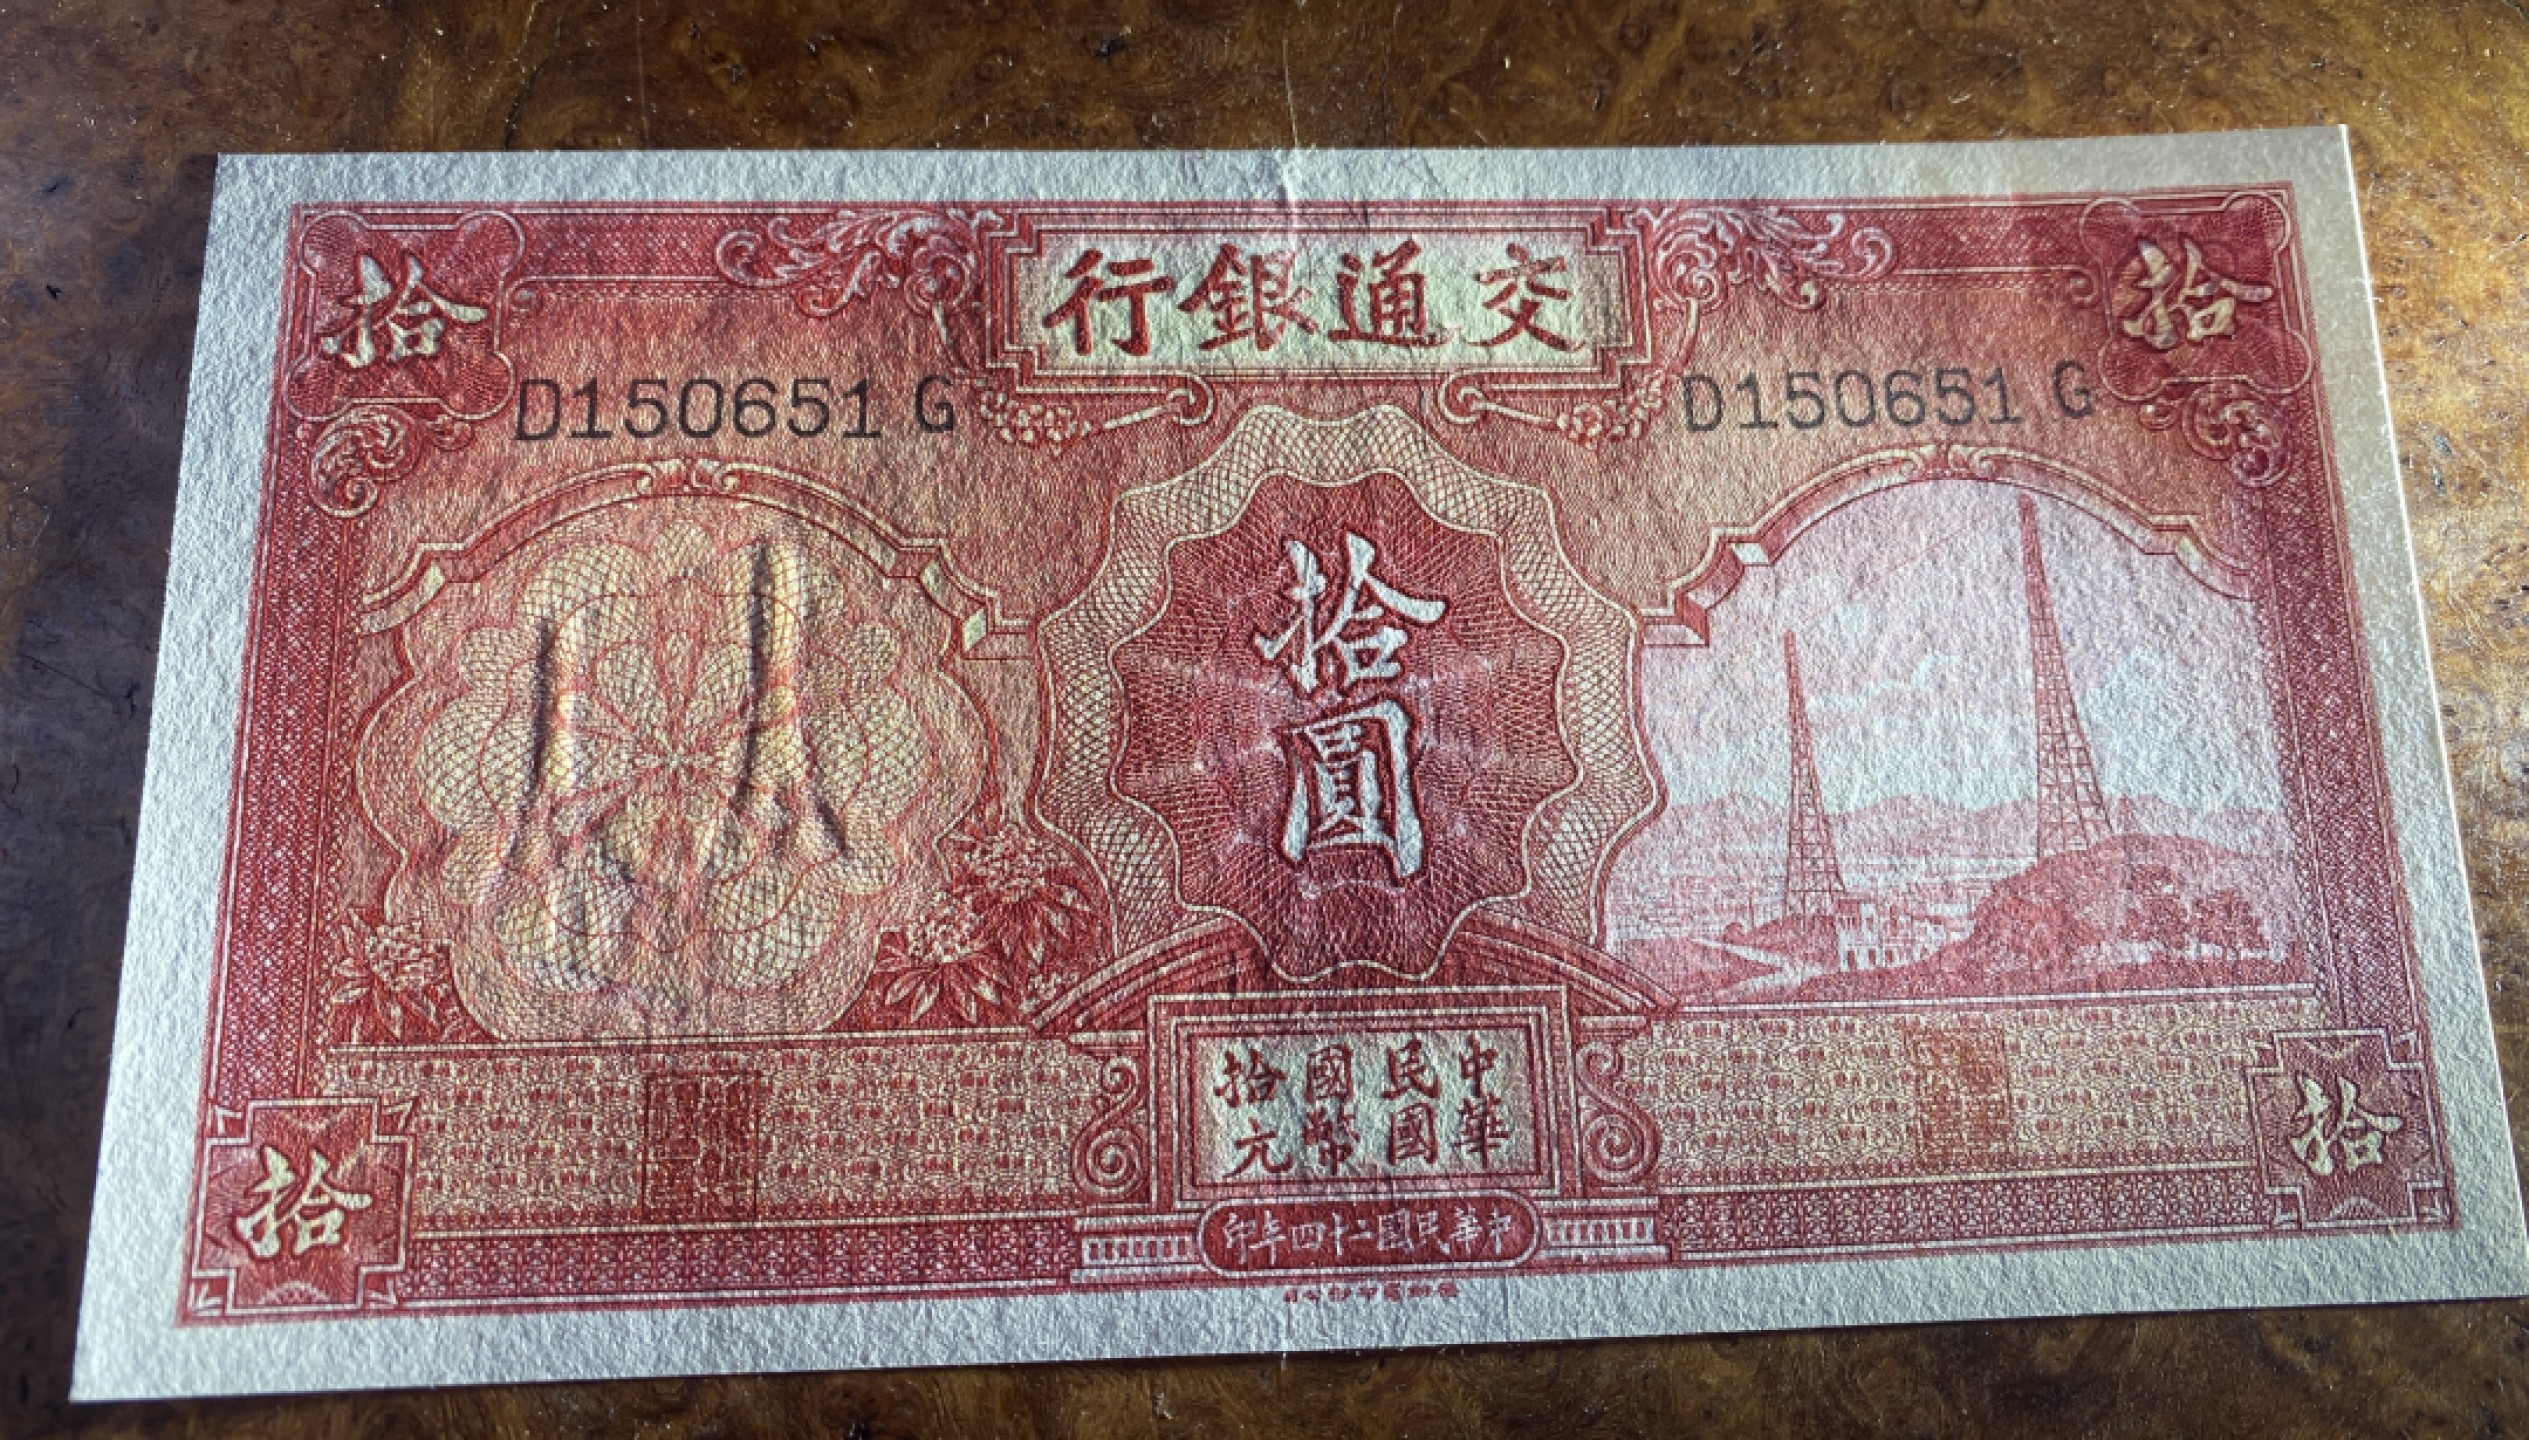 交通銀行
拾
拾
D150651 G
D150651 G
拾圓
中華
民國
國幣
拾元
拾
拾
中華民國二十四年印